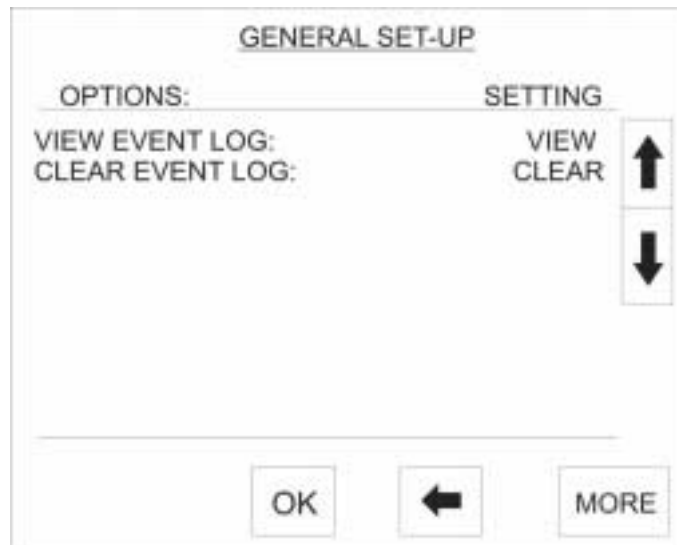 GENERAL SET-UP
OPTIONS: SETTING
VIEW EVENT LOG: VIEW
CLEAR EVENT LOG: CLEAR
OK MORE